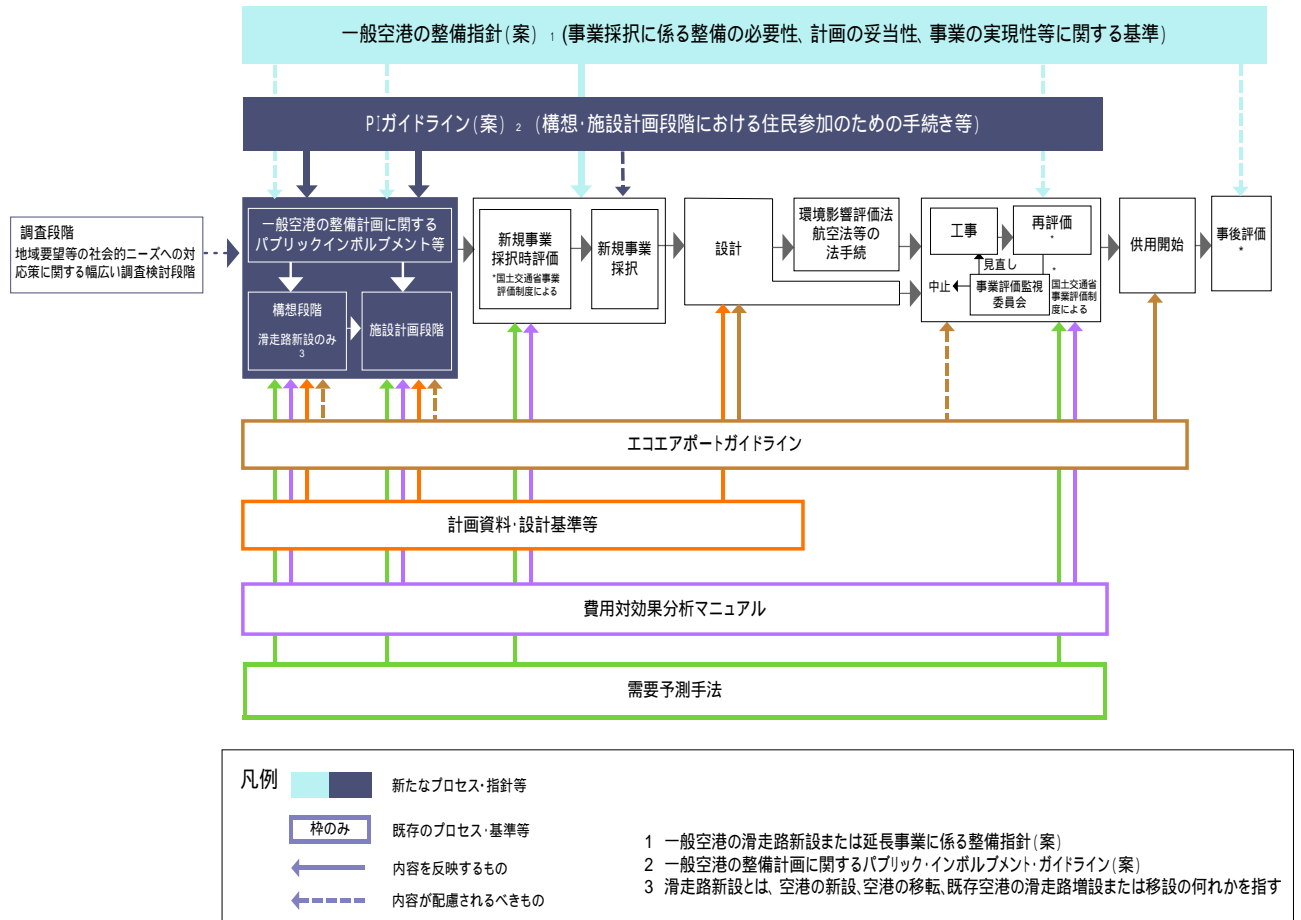 一般空港の整備指針(案) 1 (事業採択に係る整備の必要性、計画の妥当性、事業の実現性等に関する基準)
PIガイドライン(案) 2 (構想・施設計画段階における住民参加のための手続き等)
調査段階
地域要望等の社会的ニーズへの対
応策に関する幅広い調査検討段階
一般空港の整備計画に関する
パブリックインボルブメント等
構想段階
滑走路新設のみ
3
施設計画段階
新規事業
採択時評価
*国土交通省事業
評価制度による
新規事業
採択
設計
環境影響評価法
航空法等の
法手続
工事
再評価
*
見直し
中止
事業評価監視
委員会
*
国土交通省
事業評価制
度による
供用開始
事後評価
*
エコエアポートガイドライン
計画資料・設計基準等
費用対効果分析マニュアル
需要予測手法
凡例
新たなプロセス・指針等
枠のみ
既存のプロセス・基準等
内容を反映するもの
内容が配慮されるべきもの
1 一般空港の滑走路新設または延長事業に係る整備指針(案)
2 一般空港の整備計画に関するパブリック・インボルブメント・ガイドライン(案)
3 滑走路新設とは、空港の新設、空港の移転、既存空港の滑走路増設または移設の何れかを指す